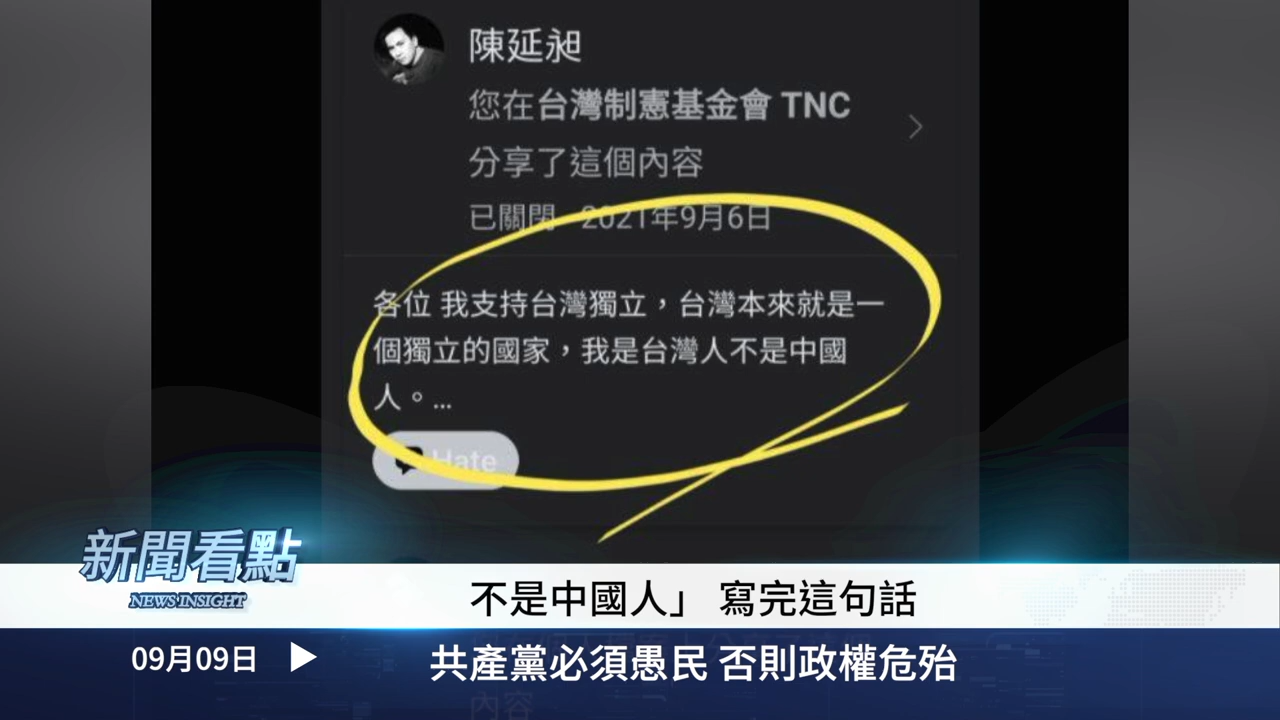 陳延昶
您在台灣制憲基金會 TNC
分享了這個內容
已關閉 · 2021年9月6日
各位 我支持台灣獨立，台灣本來就是一
個獨立的國家，我是台灣人不是中國
人。...
Hate
新聞看點
NEWS INSIGHT
不是中國人」 寫完這句話
09月09日
共產黨必須愚民 否則政權危殆
內容